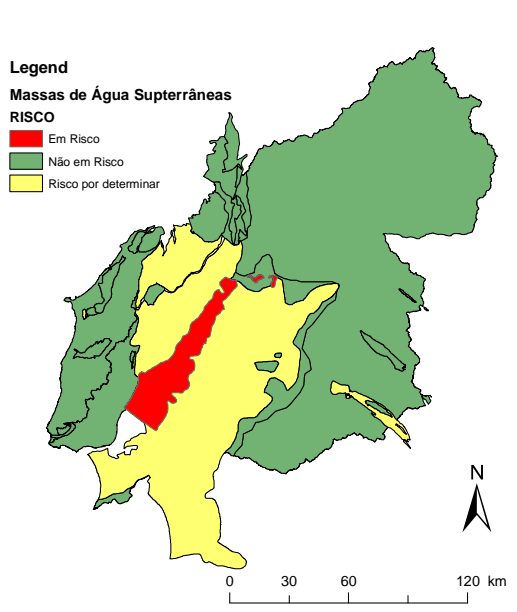 Legend
Massas de Água Supterrâneas
RISCO
Em Risco
Não em Risco
Risco por determinar
N
0 30 60 120 km